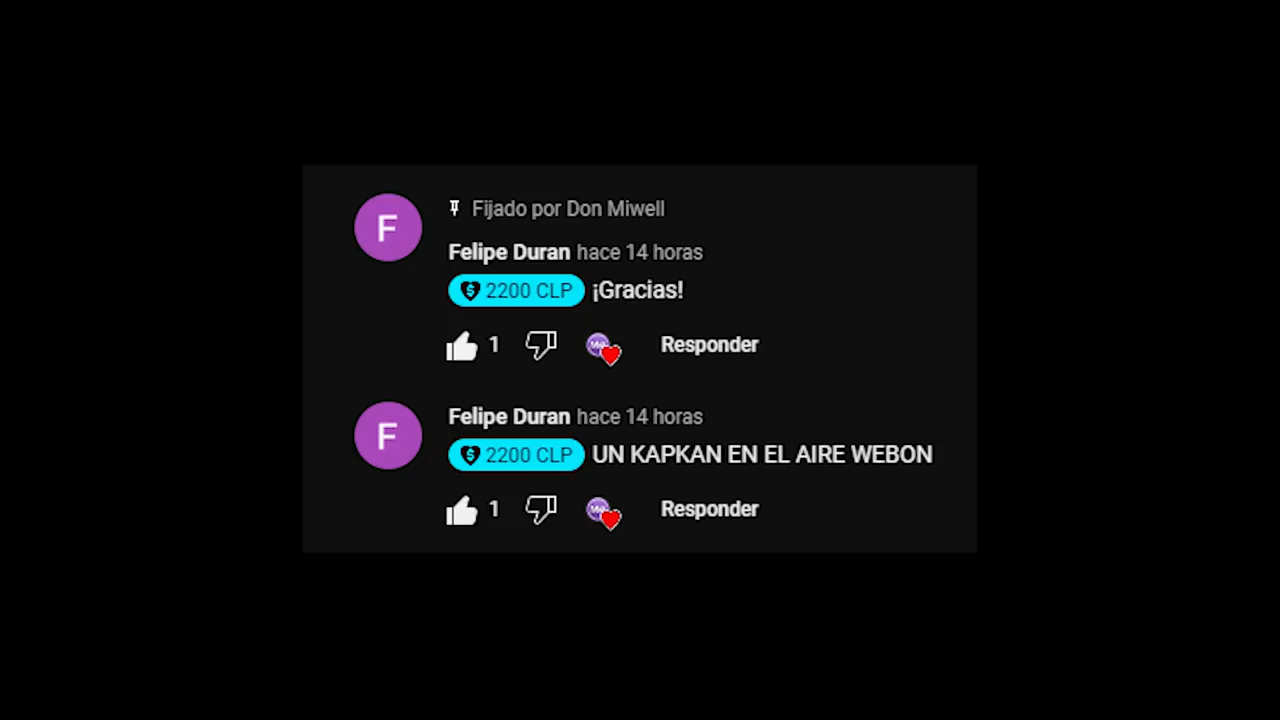 F
Fijado por Don Miwell
Felipe Duran hace 14 horas
2200 CLP ¡Gracias!
1 Responder
F
Felipe Duran hace 14 horas
2200 CLP UN KAPKAN EN EL AIRE WEBON
1 Responder